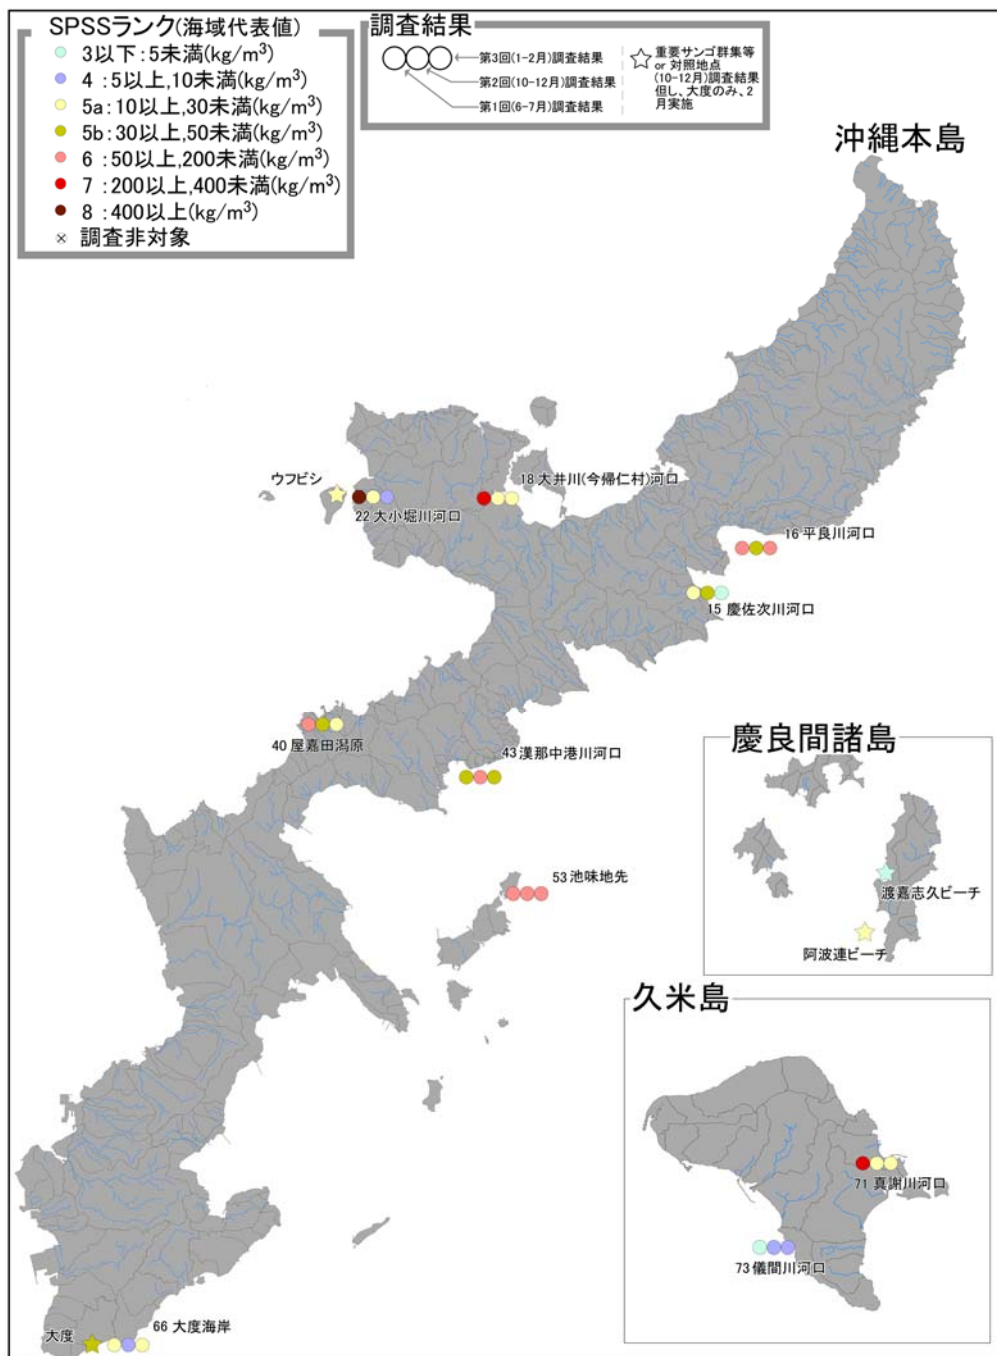 SPSSランク(海域代表値)
3以下:5未満(kg/m³)
4 :5以上,10未満(kg/m³)
5a:10以上,30未満(kg/m³)
5b:30以上,50未満(kg/m³)
6 :50以上,200未満(kg/m³)
7 :200以上,400未満(kg/m³)
8 :400以上(kg/m³)
調査非対象
調査結果
第3回(1-2月)調査結果
第2回(10-12月)調査結果
第1回(6-7月)調査結果
重要サンゴ群集等
or 対照地点
(10-12月)調査結果
但し、大度のみ、2
月実施
沖縄本島
ウフビシ
22 大小堀川河口
18 大井川(今帰仁村)河口
16 平良川河口
15 慶佐次川河口
40 屋嘉田潟原
43 漢那中港川河口
53 池味地先
慶良間諸島
渡嘉志久ビーチ
阿波連ビーチ
久米島
71 真謝川河口
73 儀間川河口
大度
66 大度海岸